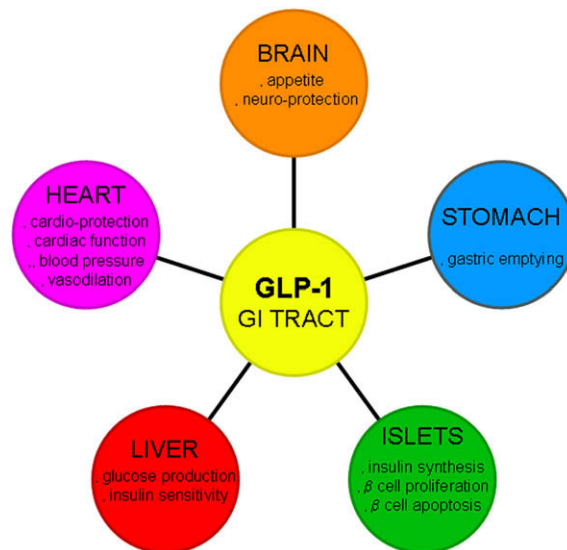 BRAIN
. appetite
. neuro-protection
HEART
. cardio-protection
. cardiac function
.. blood pressure
. vasodilation
STOMACH
. gastric emptying
GLP-1
GI TRACT
LIVER
. glucose production
. insulin sensitivity
ISLETS
. insulin synthesis
. β cell proliferation
. β cell apoptosis